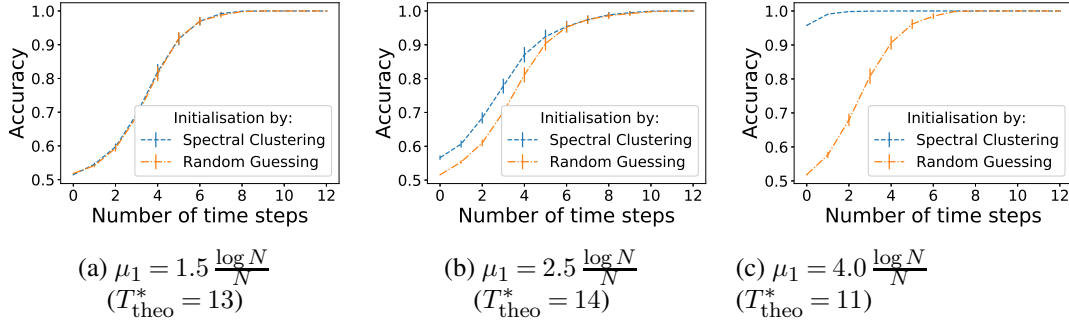 1.0
0.9
0.8
0.7
0.6
0.5
Accuracy
Initialisation by:
Spectral Clustering
Random Guessing
0 2 4 6 8 10 12
Number of time steps
(a) μ₁ = 1.5 log N / N
(T*theo = 13)
1.0
0.9
0.8
0.7
0.6
0.5
Accuracy
Initialisation by:
Spectral Clustering
Random Guessing
0 2 4 6 8 10 12
Number of time steps
(b) μ₁ = 2.5 log N / N
(T*theo = 14)
1.0
0.9
0.8
0.7
0.6
0.5
Accuracy
Initialisation by:
Spectral Clustering
Random Guessing
0 2 4 6 8 10 12
Number of time steps
(c) μ₁ = 4.0 log N / N
(T*theo = 11)